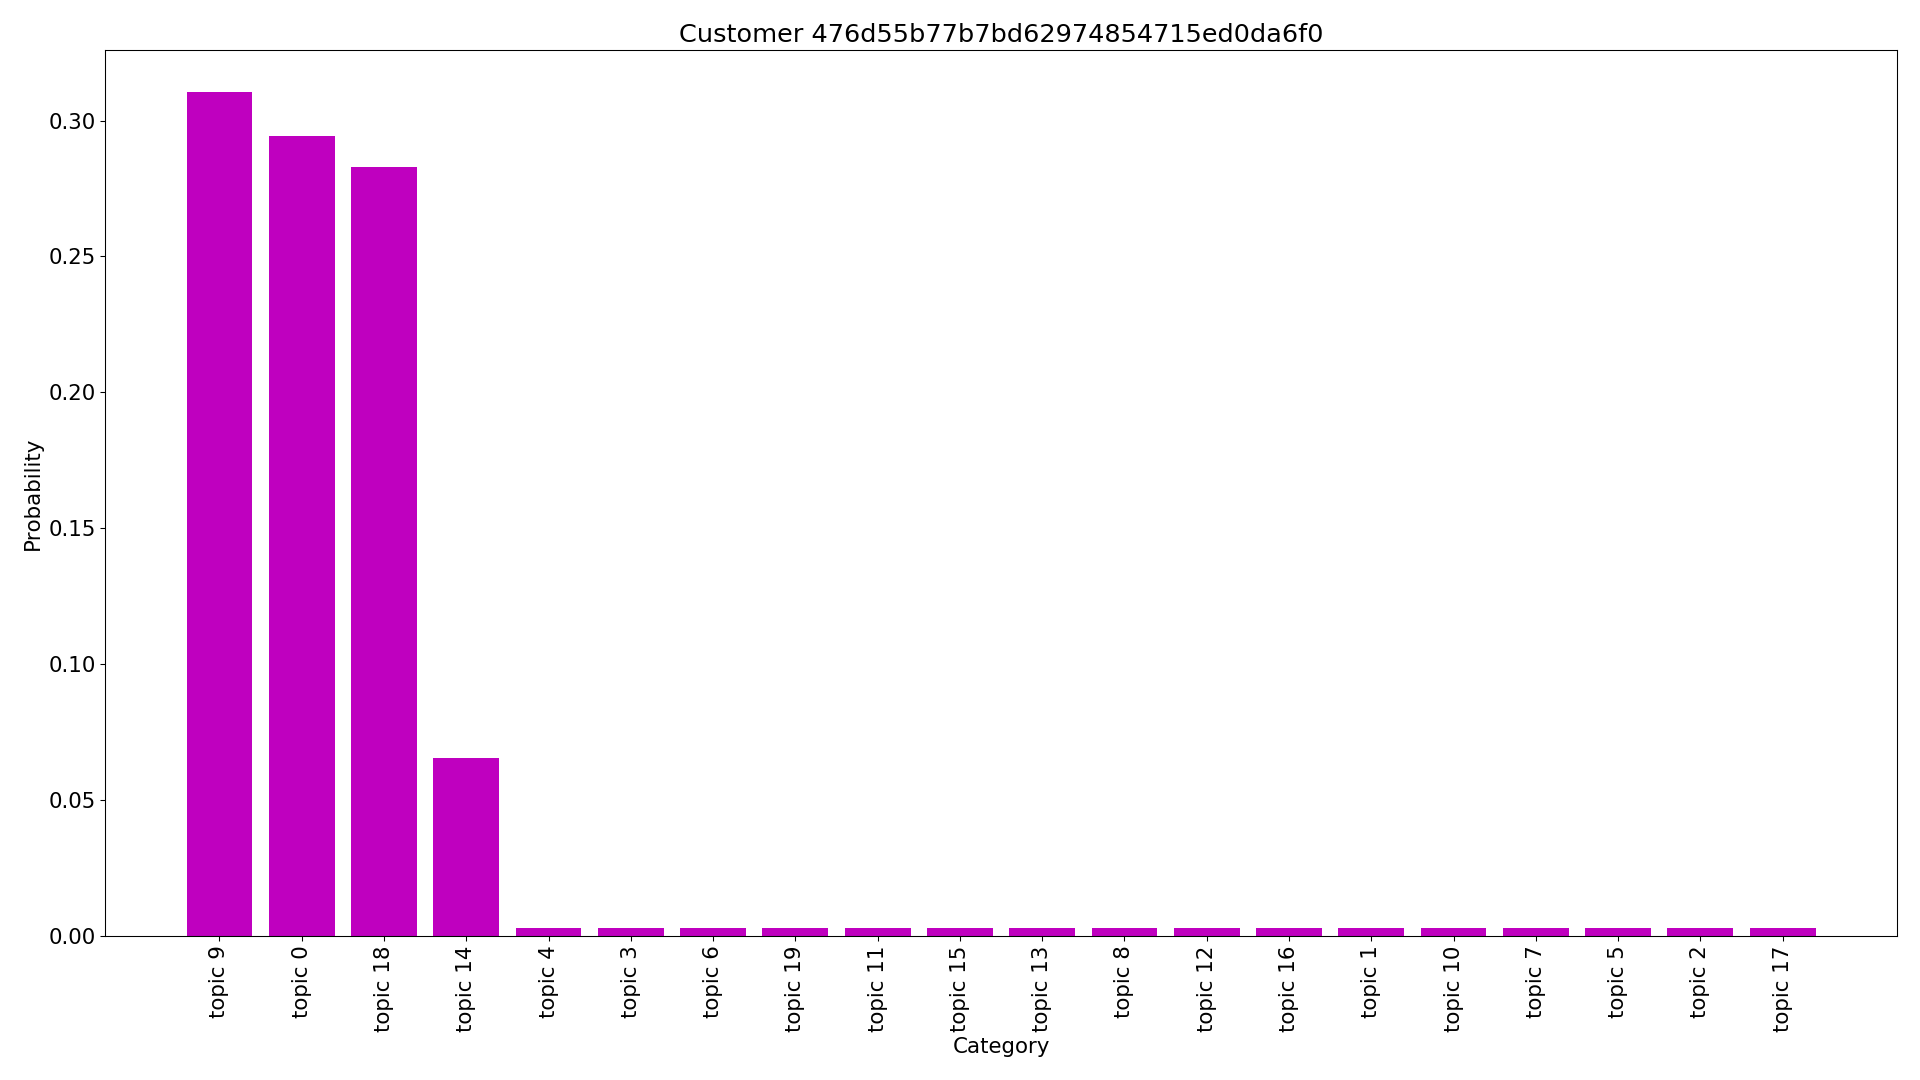 Customer 476d55b77b7bd62974854715ed0da6f0
Probability
0.30
0.25
0.20
0.15
0.10
0.05
0.00
topic 9
topic 0
topic 18
topic 14
topic 4
topic 3
topic 6
topic 19
topic 11
topic 15
topic 13
topic 8
topic 12
topic 16
topic 1
topic 10
topic 7
topic 5
topic 2
topic 17
Category